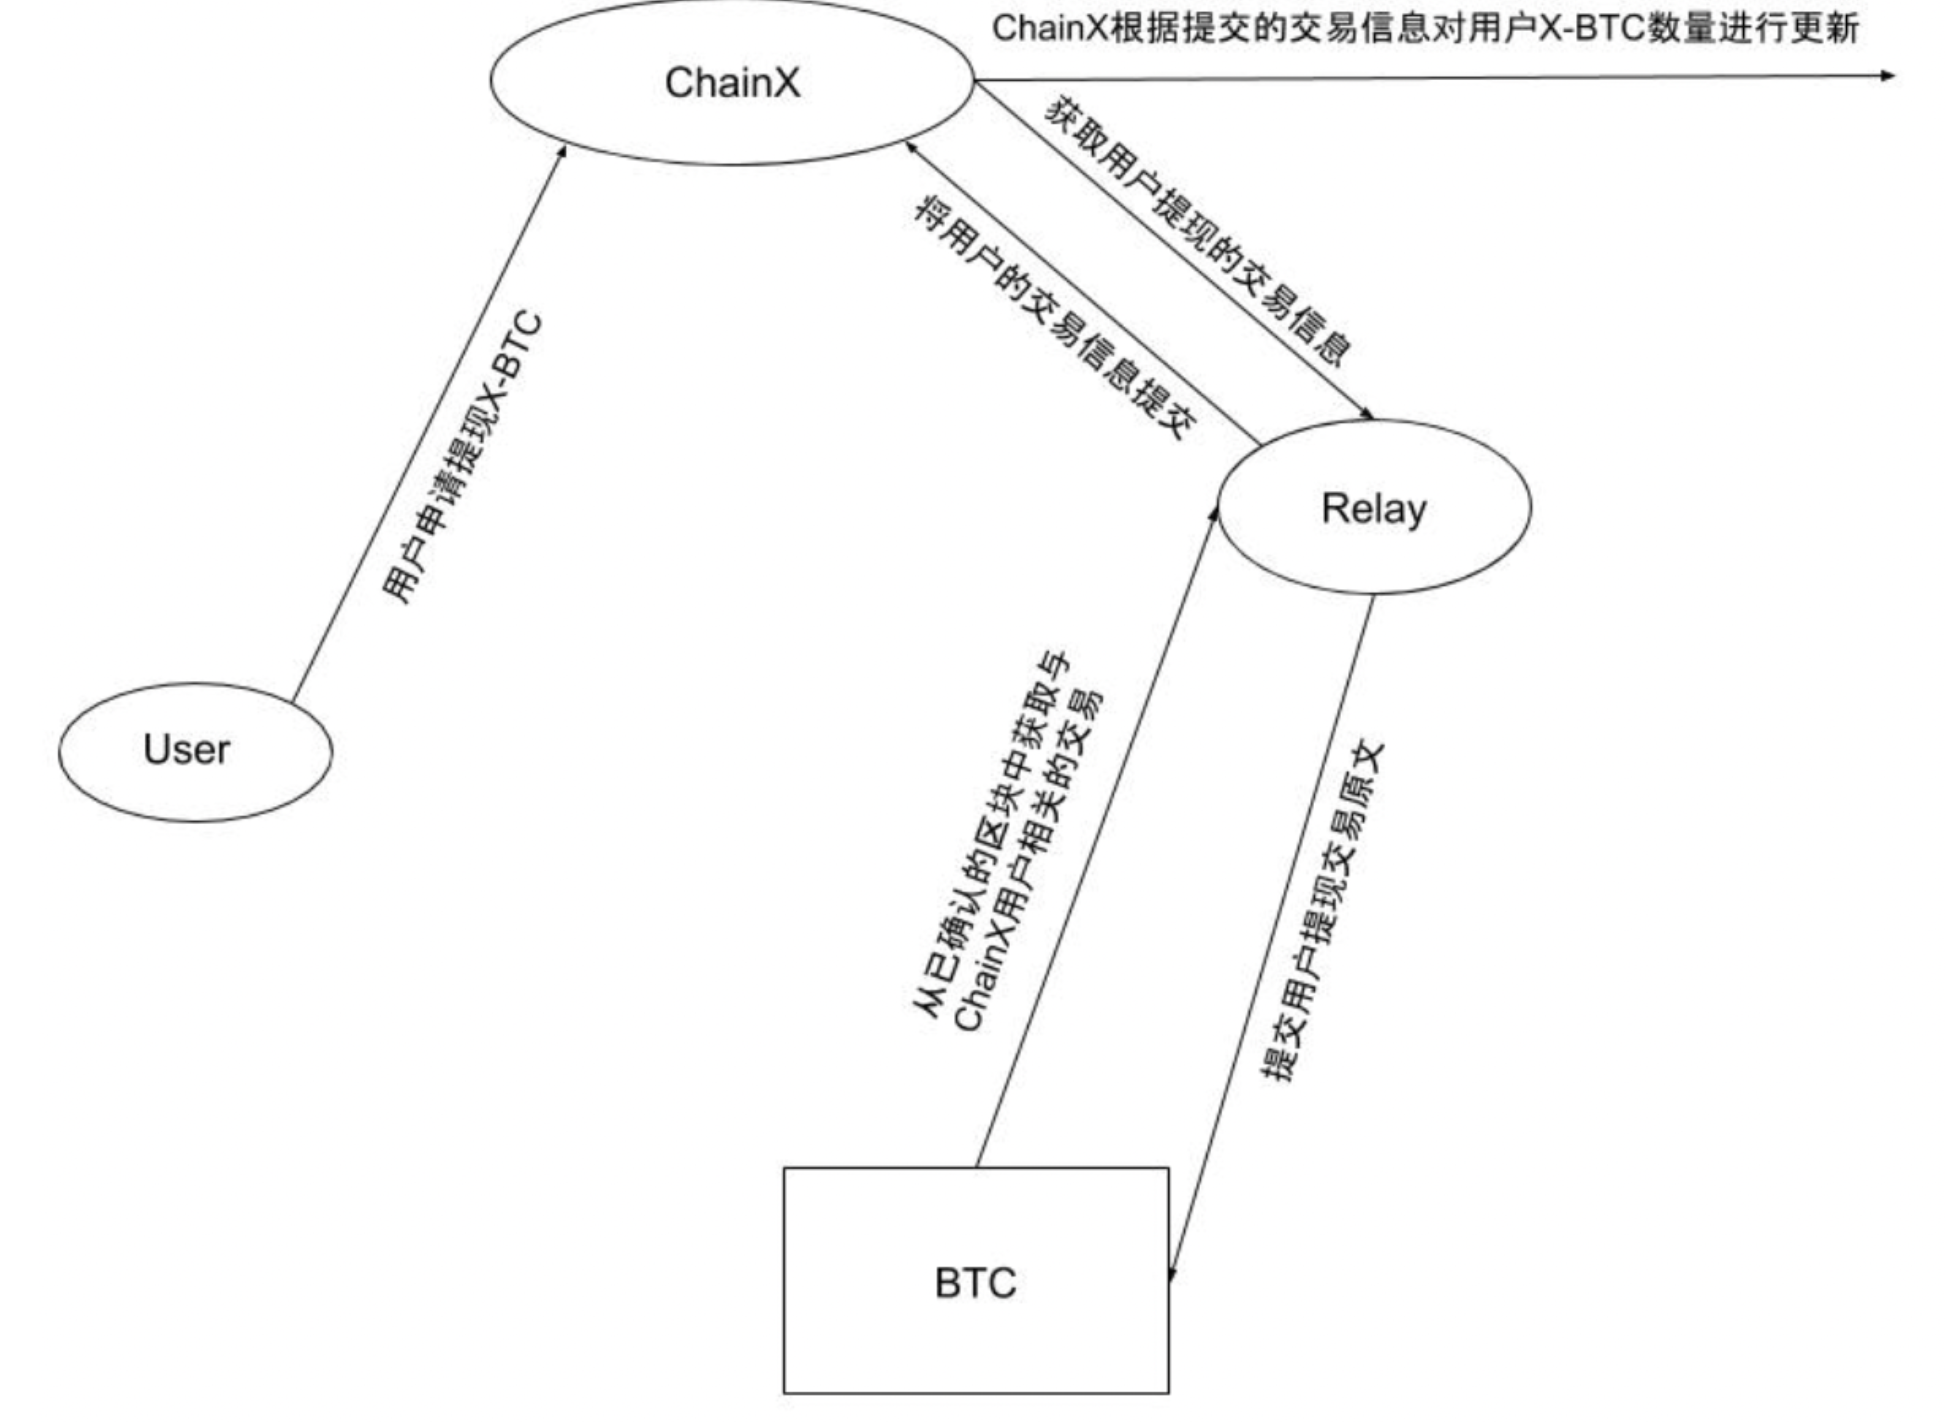 ChainX根据提交的交易信息对用户X-BTC数量进行更新
ChainX
获取用户提现的交易信息
将用户的交易信息提交
用户申请提现X-BTC
Relay
User
从已确认的区块中获取与
ChainX用户相关的交易
提交用户提现交易原文
BTC